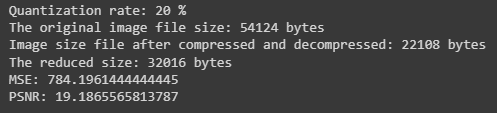 Quantization rate: 20 %
The original image file size: 54124 bytes
Image size file after compressed and decompressed: 22108 bytes
The reduced size: 32016 bytes
MSE: 784.1961444444445
PSNR: 19.1865565813787